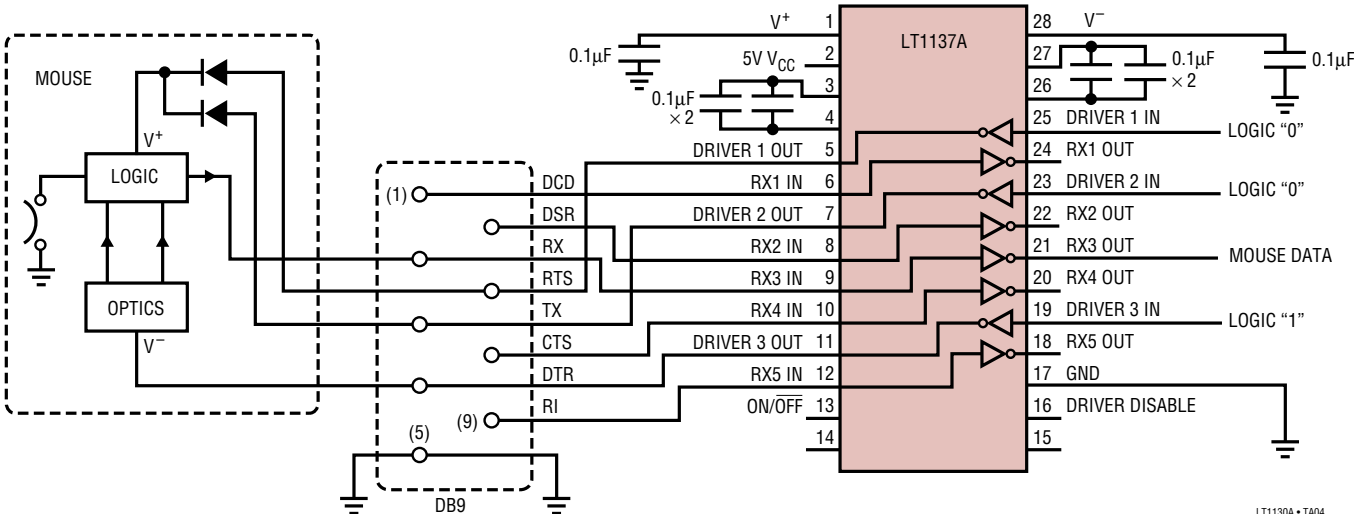 MOUSE
V+
LOGIC
OPTICS
V–
(1)
(5)
(9)
DB9
DCD
DSR
RX
RTS
TX
CTS
DTR
RI
0.1µF
V+ 1
5V VCC 2
0.1µF × 2
3
4
DRIVER 1 OUT 5
RX1 IN 6
DRIVER 2 OUT 7
RX2 IN 8
RX3 IN 9
RX4 IN 10
DRIVER 3 OUT 11
RX5 IN 12
ON/OFF 13
14
LT1137A
28 V–
0.1µF
27
0.1µF × 2
26
25 DRIVER 1 IN LOGIC “0”
24 RX1 OUT
23 DRIVER 2 IN LOGIC “0”
22 RX2 OUT
21 RX3 OUT MOUSE DATA
20 RX4 OUT
19 DRIVER 3 IN LOGIC “1”
18 RX5 OUT
17 GND
16 DRIVER DISABLE
15
LT1130A • TA04